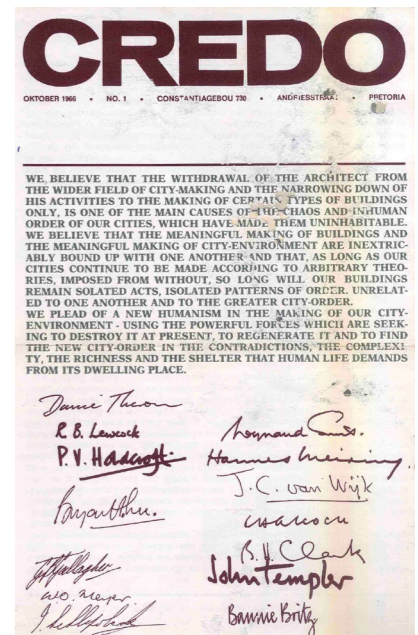 CREDO
OKTOBER 1966 • NO. 1 • CONSTANTIAGEBOU 730 • ANDRIESSTRAAT • PRETORIA
WE BELIEVE THAT THE WITHDRAWAL OF THE ARCHITECT FROM
THE WIDER FIELD OF CITY-MAKING AND THE NARROWING DOWN OF
HIS ACTIVITIES TO THE MAKING OF CERTAIN TYPES OF BUILDINGS
ONLY, IS ONE OF THE MAIN CAUSES OF THE CHAOS AND INHUMAN
ORDER OF OUR CITIES, WHICH HAVE MADE THEM UNINHABITABLE.
WE BELIEVE THAT THE MEANINGFUL MAKING OF BUILDINGS AND
THE MEANINGFUL MAKING OF CITY-ENVIRONMENT ARE INEXTRIC-
ABLY BOUND UP WITH ONE ANOTHER AND THAT, AS LONG AS OUR
CITIES CONTINUE TO BE MADE ACCORDING TO ARBITRARY THEO-
RIES, IMPOSED FROM WITHOUT, SO LONG WILL OUR BUILDINGS
REMAIN SOLATED ACTS, ISOLATED PATTERNS OF ORDER. UNRELAT-
ED TO ONE ANOTHER AND TO THE GREATER CITY-ORDER.
WE PLEAD OF A NEW HUMANISM IN THE MAKING OF OUR CITY-
ENVIRONMENT - USING THE POWERFUL FORCES WHICH ARE SEEK-
ING TO DESTROY IT AT PRESENT, TO REGENERATE IT AND TO FIND
THE NEW CITY-ORDER IN THE CONTRADICTIONS, THE COMPLEXI-
TY, THE RICHNESS AND THE SHELTER THAT HUMAN LIFE DEMANDS
FROM ITS DWELLING PLACE.
Danie Theron
R. B. Lewcock
P. V. Haacroft
Hannes Meiring
J. C. van Wijk
R. H. Clark
John Templer
W.O. Meyer
Bannie Britz